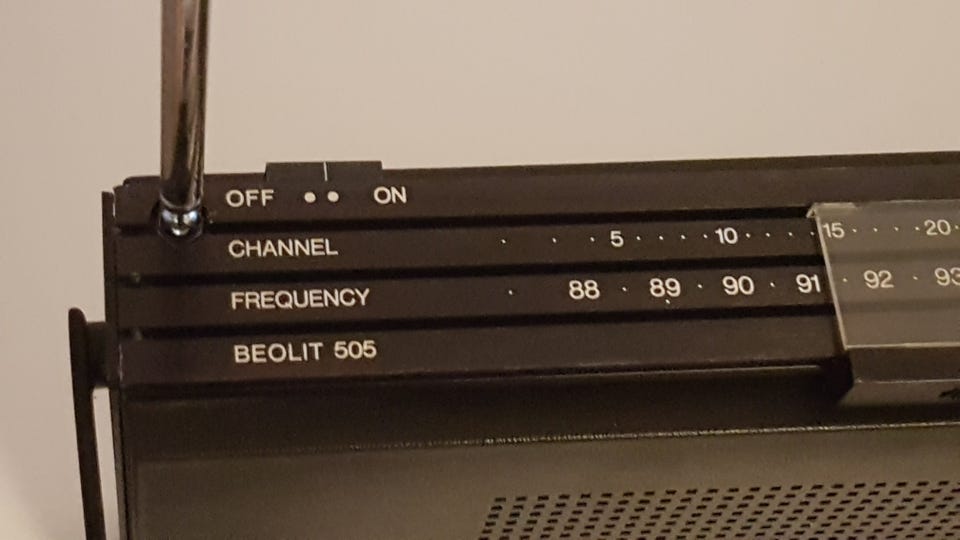 OFF ON
CHANNEL 5 10 15 20
FREQUENCY 88 89 90 91 92 93
BEOLIT 505